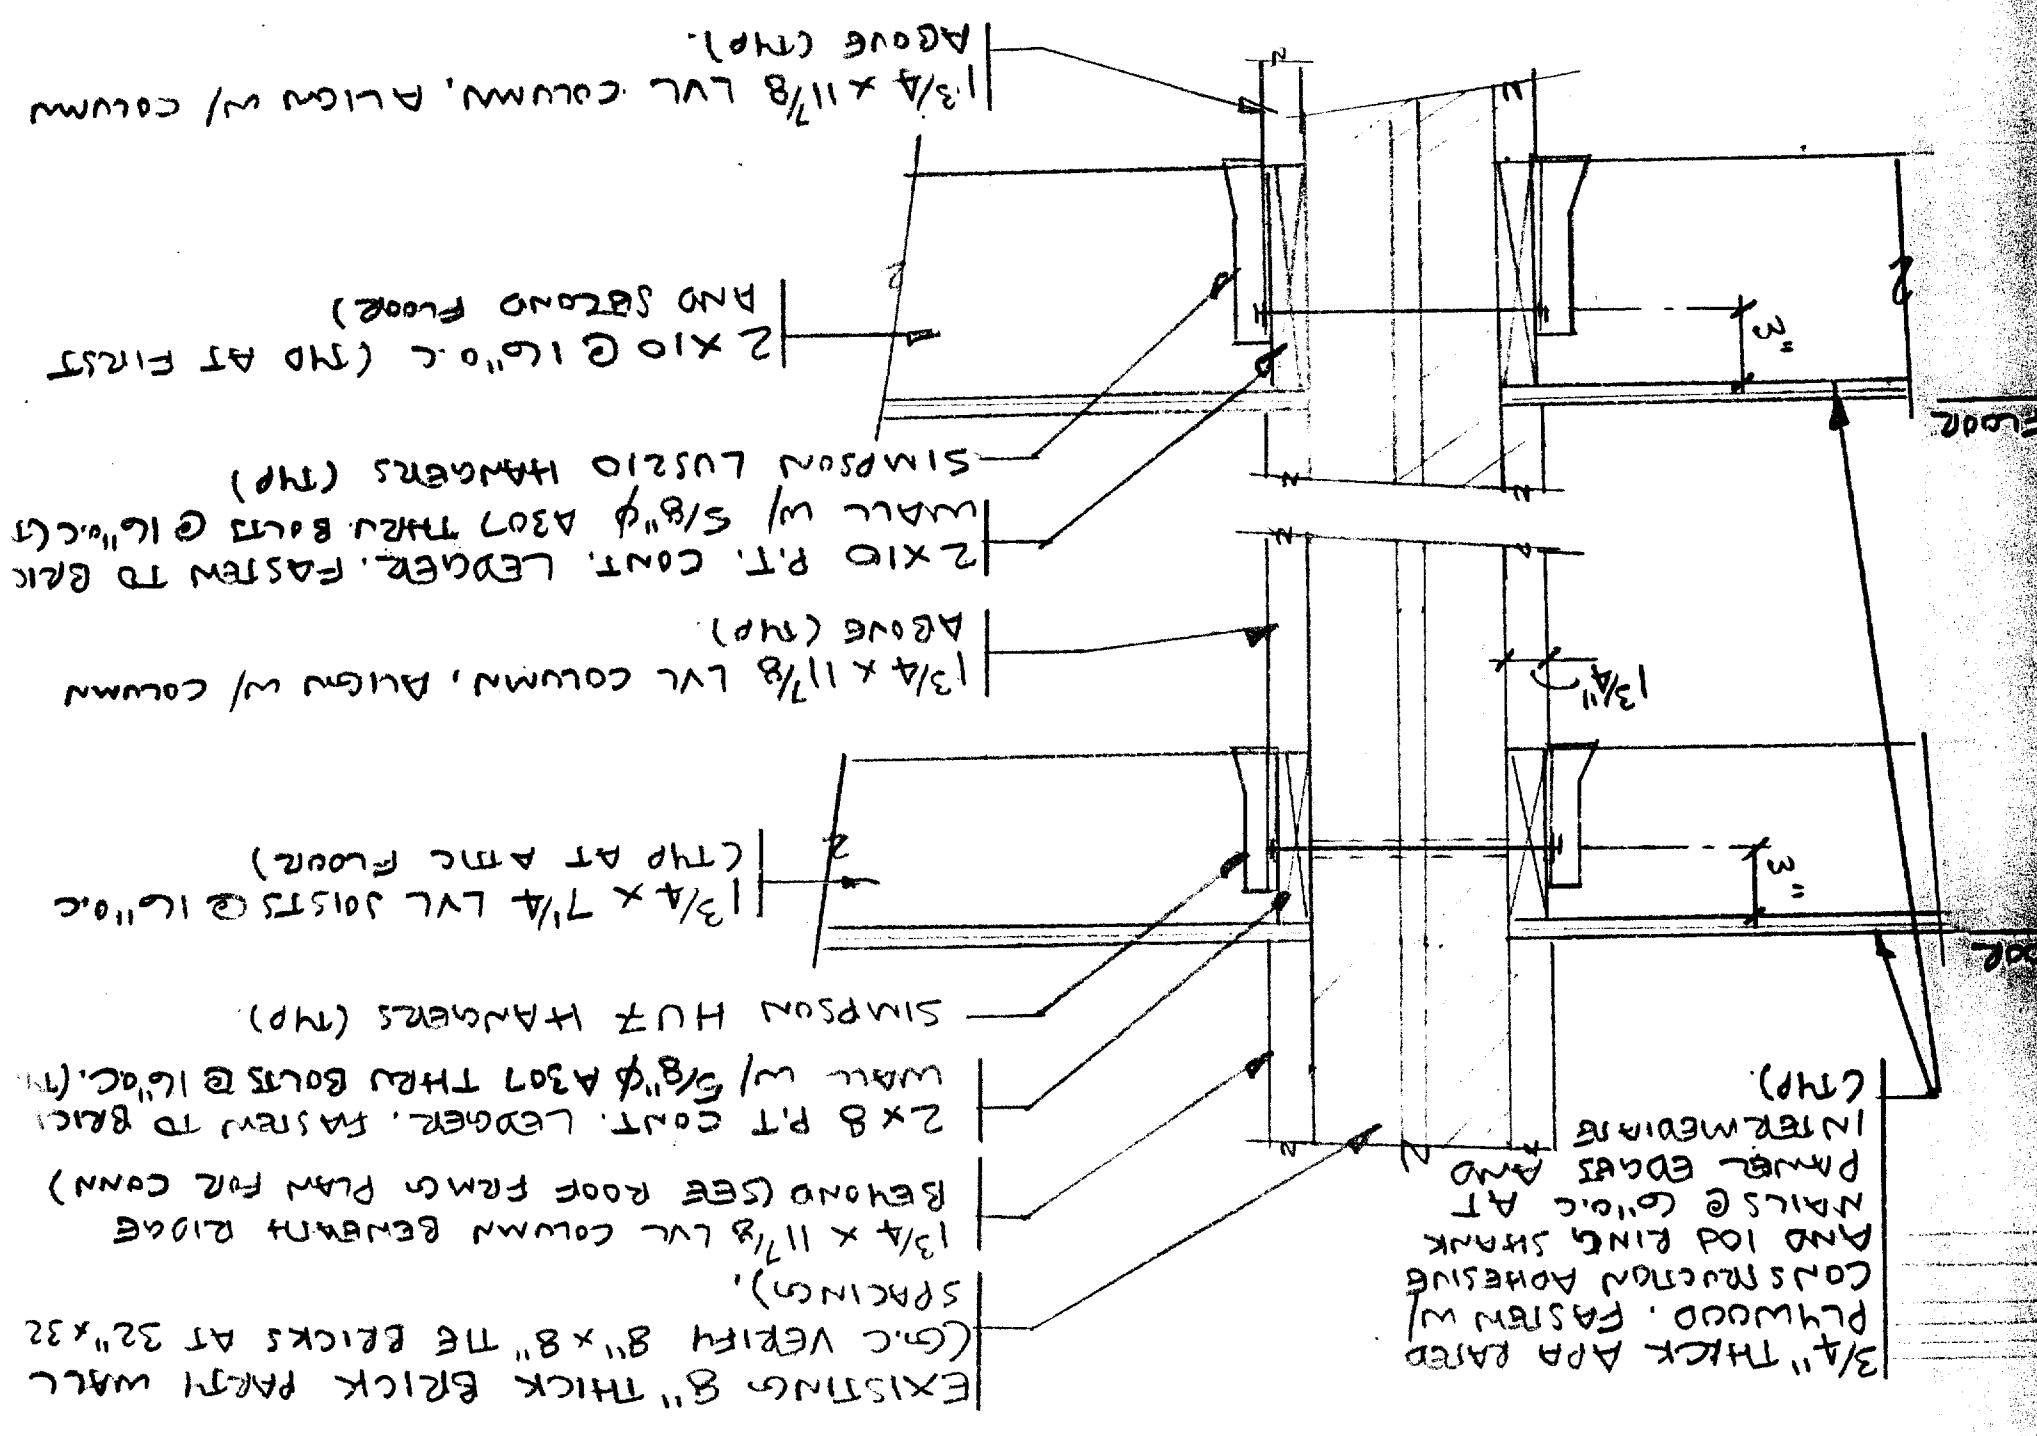 3/4" THICK APA RATED
PLYWOOD. FASTEN W/
CONSTRUCTION ADHESIVE
AND 10d RING SHANK
NAILS @ 6"o.c AT
PANEL EDGES AND
INTERMEDIATE
(TYP).
EXISTING 8" THICK BRICK PARTY WALL
(G.C VERIFY 8"x8" TIE BRICKS AT 32"x32
SPACING).
1 3/4 x 11 7/8 LVL COLUMN BENEATH RIDGE
BEYOND (SEE ROOF FRMG PLAN FOR CONN)
2x8 P.T CONT. LEDGER. FASTEN TO BRIC
WALL W/ 5/8"ϕ A307 THRU BOLTS @ 16"O.C. (T
SIMPSON HU7 HANGERS (TYP)
OOR
3"
1 3/4 x 7 1/4 LVL JOISTS @ 16"o.c
(TYP AT ATTIC FLOOR)
1 3/4"
1 3/4 x 11 7/8 LVL COLUMN, ALIGN W/ COLUMN
ABOVE (TYP)
2x10 P.T. CONT. LEDGER. FASTEN TO BRIC
WALL W/ 5/8"ϕ A307 THRU BOLTS @ 16"o.c (T
SIMPSON LUS210 HANGERS (TYP)
FLOOR
3"
2x10 @ 16"o.c (TYP AT FIRST
AND SECOND FLOOR)
1 3/4 x 11 7/8 LVL COLUMN, ALIGN W/ COLUMN
ABOVE (TYP).